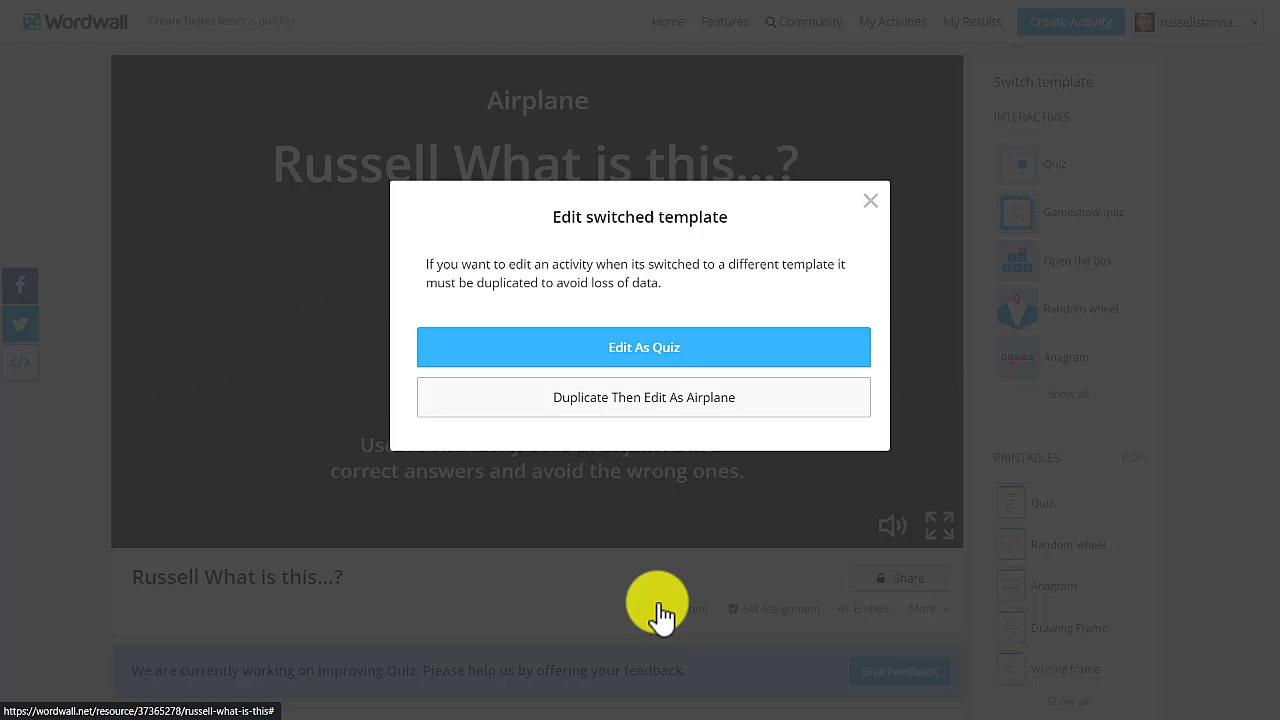 Wordwall
Create better lessons quicker
Home
Features
Community
My Activities
My Results
Create Activity
russellstanna...
Airplane
Russell What is this...?
Switch template
INTERACTIVES
Quiz
Gameshow quiz
Open the box
Random wheel
Anagram
Show all
Edit switched template
If you want to edit an activity when its switched to a different template it
must be duplicated to avoid loss of data.
Edit As Quiz
Duplicate Then Edit As Airplane
correct answers and avoid the wrong ones.
PRINTABLES
PDF
Quiz
Random wheel
Anagram
Drawing Frame
Writing frame
Show all
Russell What is this...?
Share
Set Assignment
</> Embed
More
We are currently working on improving Quiz. Please help us by offering your feedback.
Give Feedback
https://wordwall.net/resource/37365278/russell-what-is-this#